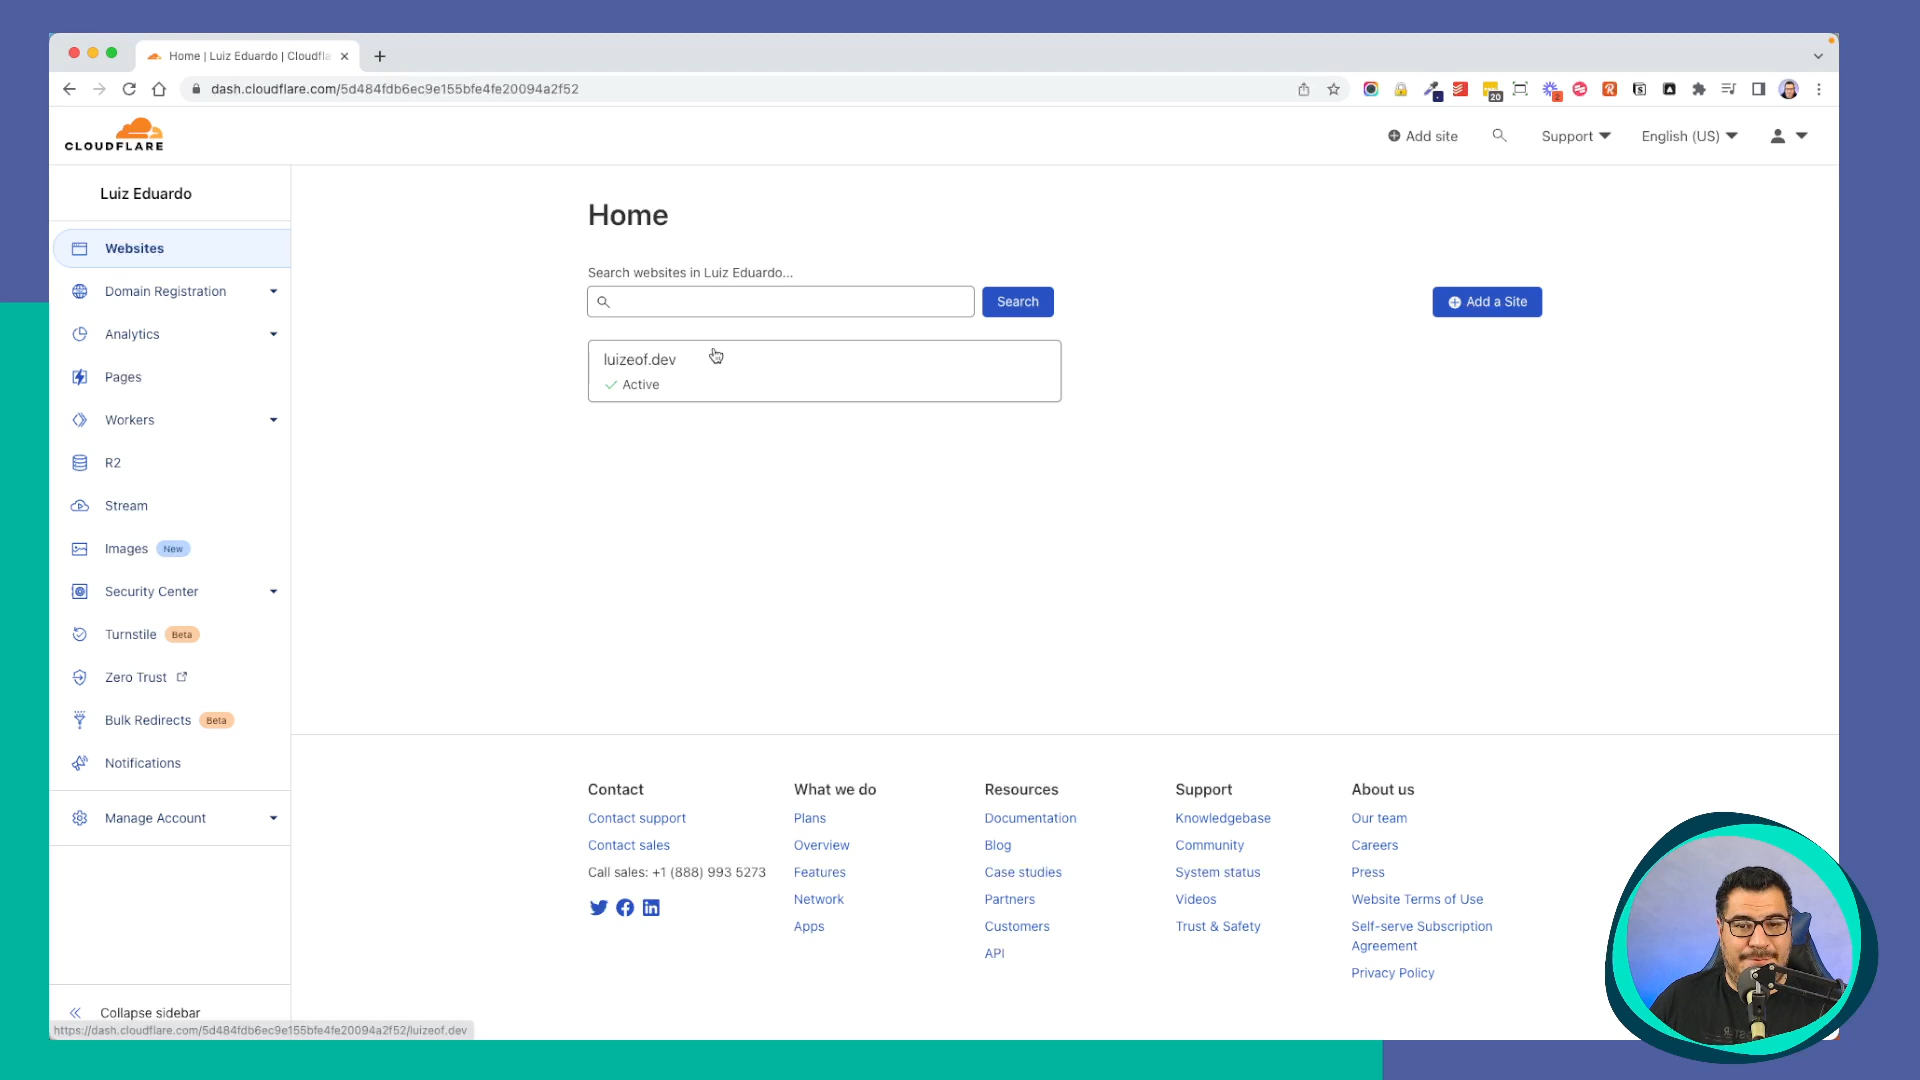 Home | Luiz Eduardo | Cloudfla
dash.cloudflare.com/5d484fdb6ec9e155bfe4fe20094a2f52
20
2
CLOUDFLARE
Add site
Support
English (US)
Luiz Eduardo
Websites
Domain Registration
Analytics
Pages
Workers
R2
Stream
Images New
Security Center
Turnstile Beta
Zero Trust
Bulk Redirects Beta
Notifications
Manage Account
Collapse sidebar
https://dash.cloudflare.com/5d484fdb6ec9e155bfe4fe20094a2f52/luizeof.dev
Home
Search websites in Luiz Eduardo...
Search
Add a Site
luizeof.dev
Active
Contact
Contact support
Contact sales
Call sales: +1 (888) 993 5273
What we do
Plans
Overview
Features
Network
Apps
Resources
Documentation
Blog
Case studies
Partners
Customers
API
Support
Knowledgebase
Community
System status
Videos
Trust & Safety
About us
Our team
Careers
Press
Website Terms of Use
Self-serve Subscription
Agreement
Privacy Policy